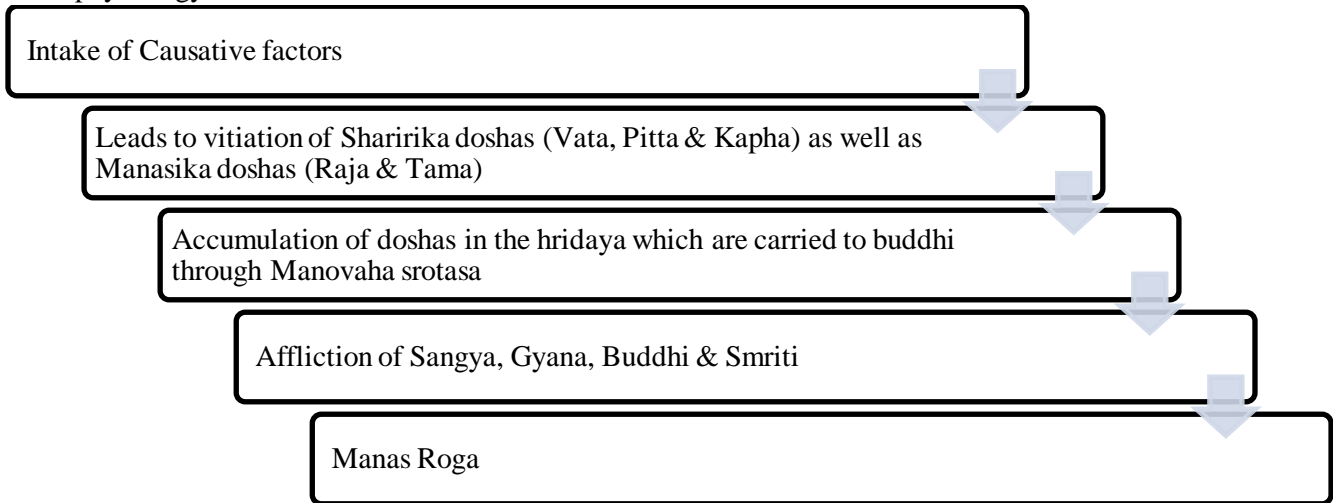 Intake of Causative factors
Leads to vitiation of Sharirika doshas (Vata, Pitta & Kapha) as well as
Manasika doshas (Raja & Tama)
Accumulation of doshas in the hridaya which are carried to buddhi
through Manovaha srotasa
Affliction of Sangya, Gyana, Buddhi & Smriti
Manas Roga